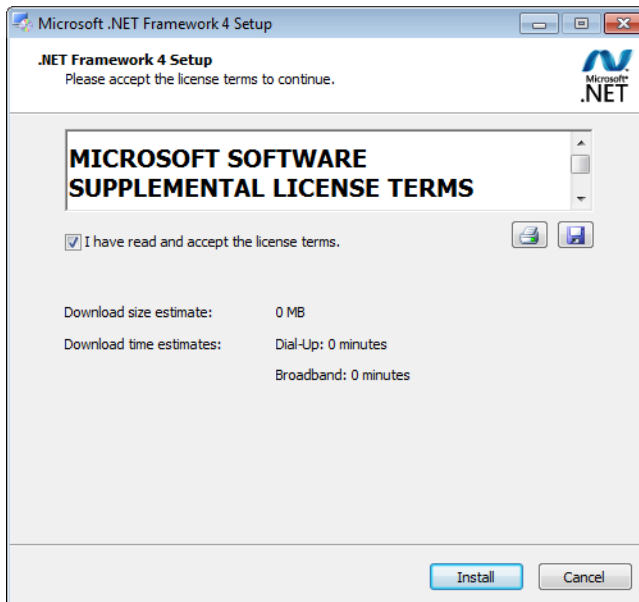 Microsoft .NET Framework 4 Setup
.NET Framework 4 Setup
Please accept the license terms to continue.
Microsoft
.NET
MICROSOFT SOFTWARE
SUPPLEMENTAL LICENSE TERMS
I have read and accept the license terms.
Download size estimate: 0 MB
Download time estimates: Dial-Up: 0 minutes
Broadband: 0 minutes
Install Cancel